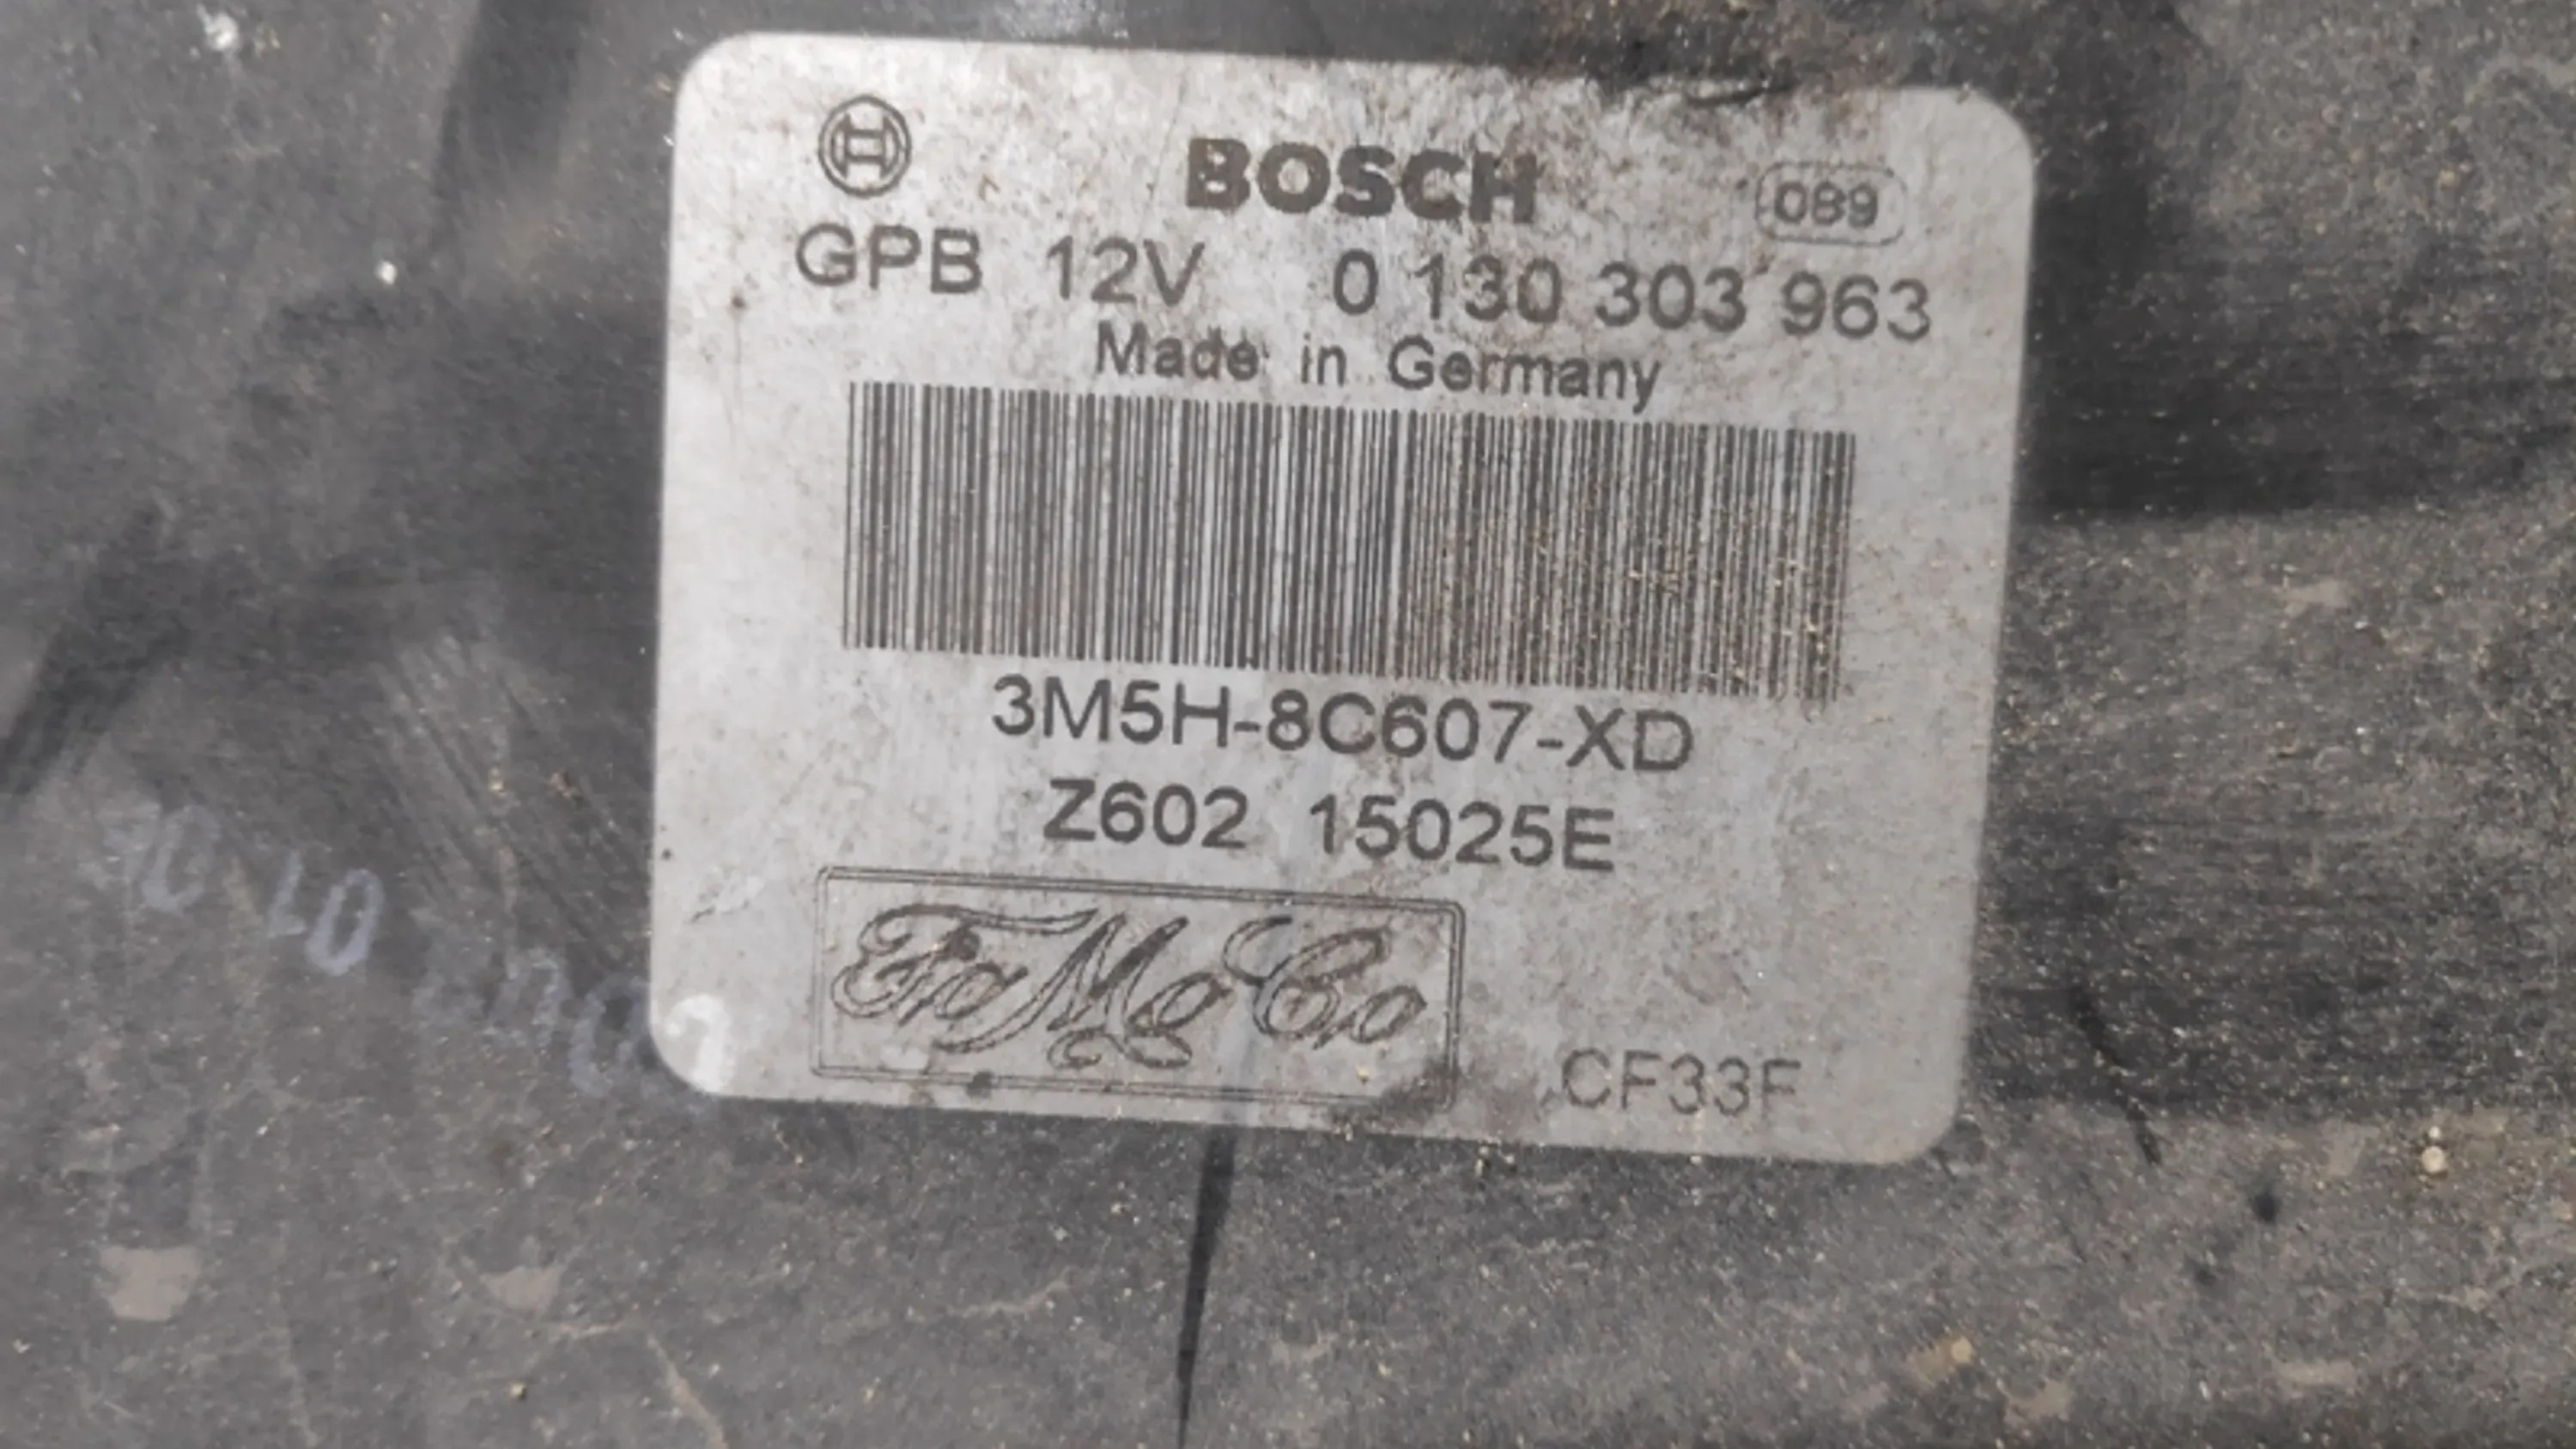 BOSCH 089
GPB 12V 0 130 303 963
Made in Germany
3M5H-8C607-XD
Z602 15025E
FoMoCo
CF33F